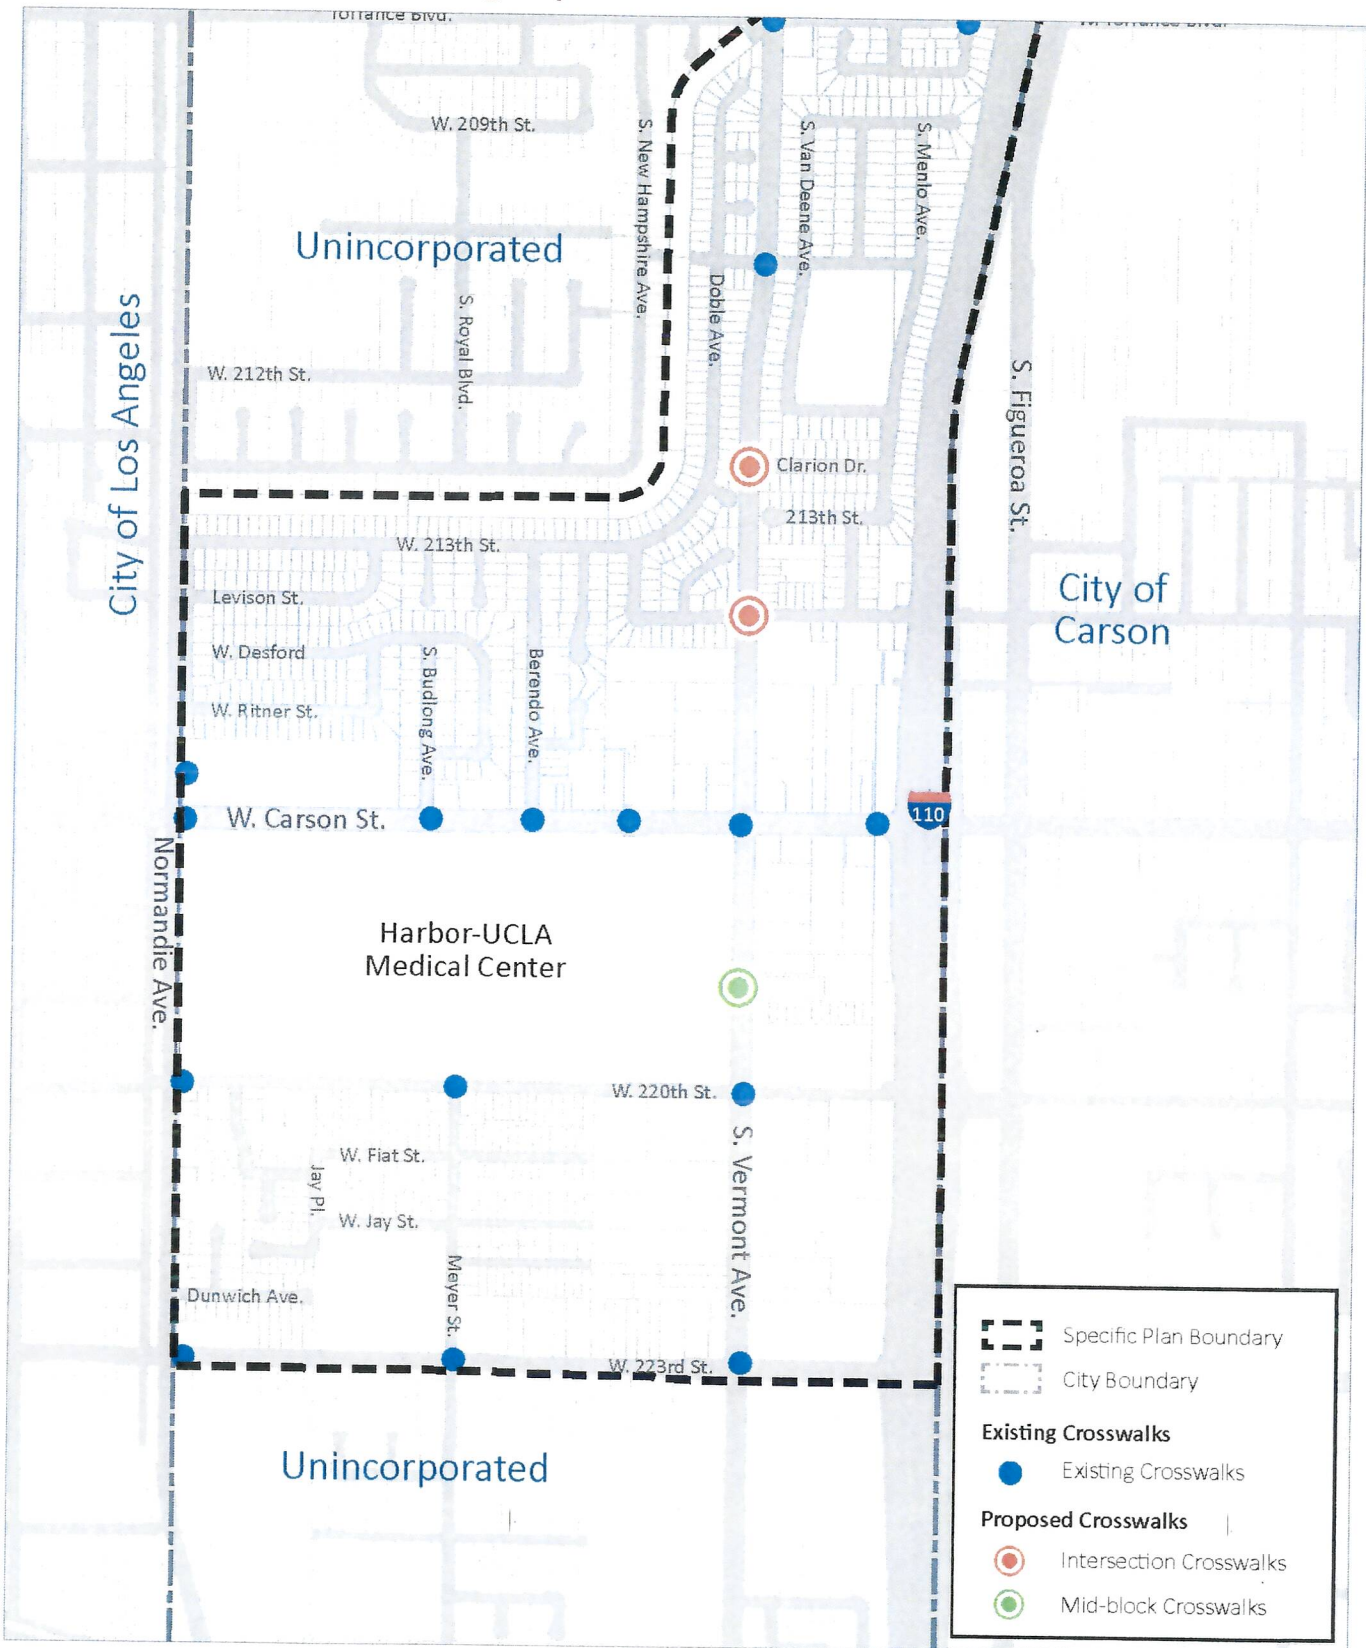 Torrance Blvd.
W. Torrance Blvd.
W. 209th St.
S. New Hampshire Ave.
S. Van Deene Ave.
S. Menlo Ave.
Unincorporated
Doble Ave.
S. Royal Blvd.
City of Los Angeles
W. 212th St.
S. Figueroa St.
Clarion Dr.
213th St.
W. 213th St.
Levison St.
City of
Carson
W. Desford
S. Budlong Ave.
Berendo Ave.
W. Ritner St.
W. Carson St.
110
Normandie Ave.
Harbor-UCLA
Medical Center
W. 220th St.
S. Vermont Ave.
W. Fiat St.
Jay Pl.
W. Jay St.
Meyer St.
Dunwich Ave.
W. 223rd St.
Unincorporated
Specific Plan Boundary
City Boundary
Existing Crosswalks
Existing Crosswalks
Proposed Crosswalks
Intersection Crosswalks
Mid-block Crosswalks